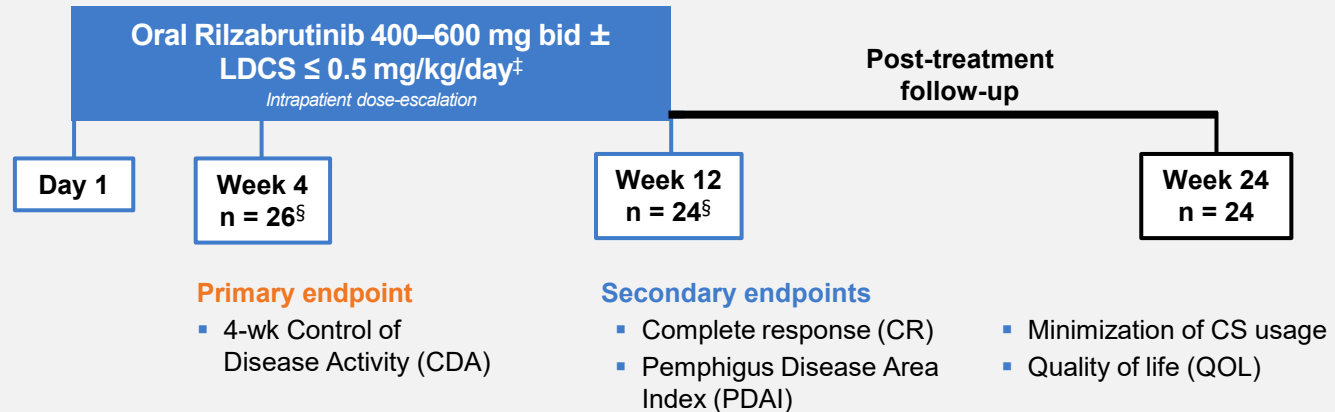 Oral Rilzabrutinib 400–600 mg bid ±
LDCS ≤ 0.5 mg/kg/day‡
Intrapatient dose-escalation
Post-treatment
follow-up
Day 1
Week 4
n = 26§
Week 12
n = 24§
Week 24
n = 24
Primary endpoint
▪ 4-wk Control of
Disease Activity (CDA)
Secondary endpoints
▪ Complete response (CR)
▪ Pemphigus Disease Area
Index (PDAI)
▪ Minimization of CS usage
▪ Quality of life (QOL)